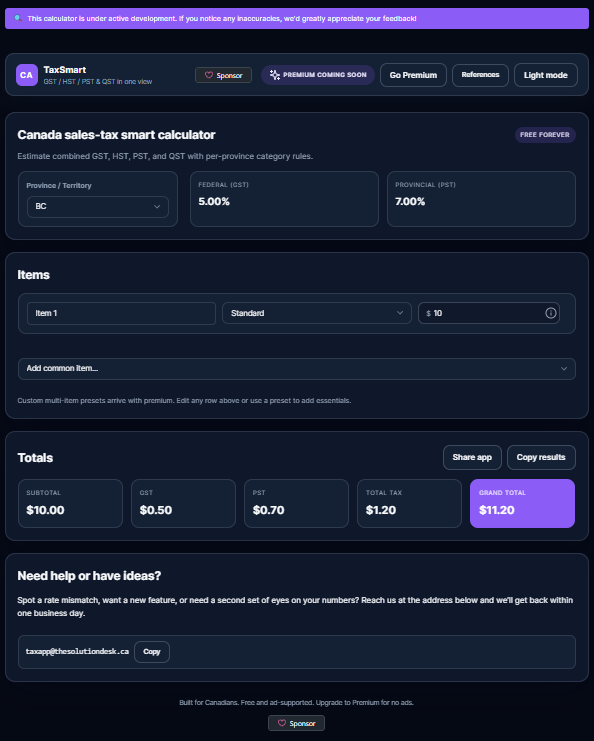 This calculator is under active development. If you notice any inaccuracies, we'd greatly appreciate your feedback!
CA
TaxSmart
GST / HST / PST & QST in one view
Sponsor
PREMIUM COMING SOON
Go Premium
References
Light mode
Canada sales-tax smart calculator
FREE FOREVER
Estimate combined GST, HST, PST, and QST with per-province category rules.
Province / Territory
BC
FEDERAL (GST)
5.00%
PROVINCIAL (PST)
7.00%
Items
Item 1
Standard
$ 10
Add common item...
Custom multi-item presets arrive with premium. Edit any row above or use a preset to add essentials.
Totals
Share app
Copy results
SUBTOTAL
$10.00
GST
$0.50
PST
$0.70
TOTAL TAX
$1.20
GRAND TOTAL
$11.20
Need help or have ideas?
Spot a rate mismatch, want a new feature, or need a second set of eyes on your numbers? Reach us at the address below and we'll get back within
one business day.
taxapp@thesolutiondesk.ca
Copy
Built for Canadians. Free and ad-supported. Upgrade to Premium for no ads.
Sponsor